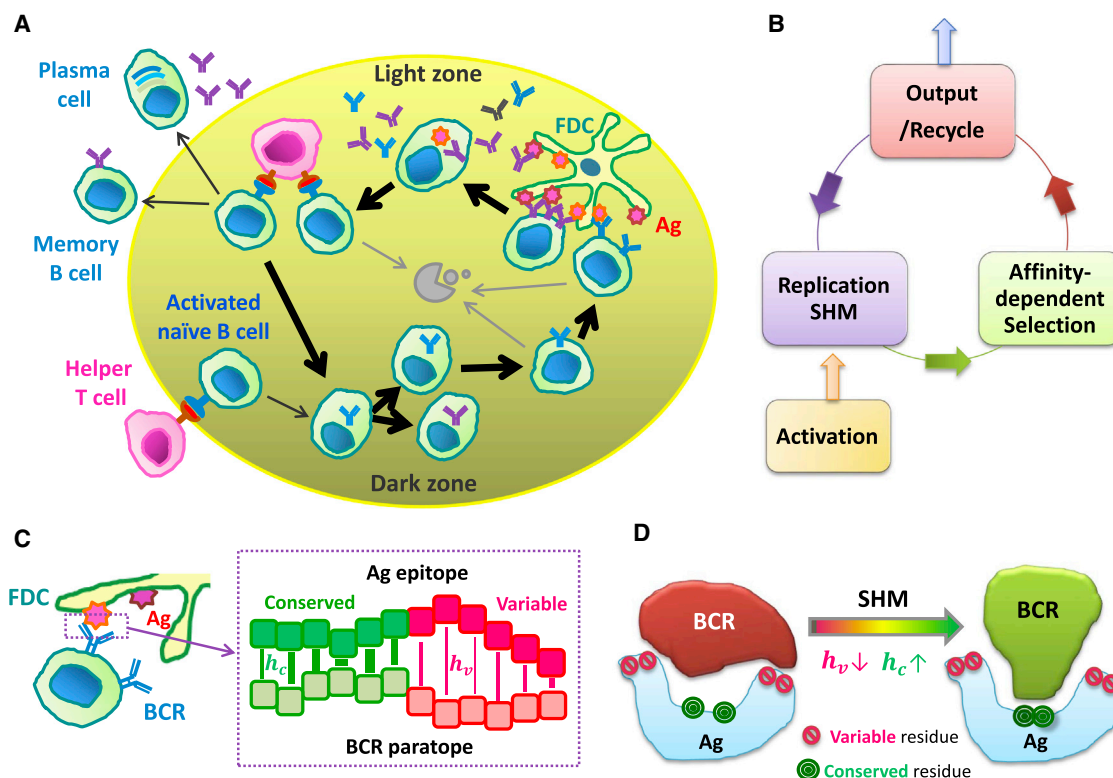 A
Plasma
cell
Light zone
FDC
Ag
Memory
B cell
Activated
naïve B cell
Helper
T cell
Dark zone
B
Output
/Recycle
Replication
SHM
Affinity-
dependent
Selection
Activation
C
FDC
Ag
BCR
Ag epitope
Conserved
Variable
h_c
h_v
BCR paratope
D
BCR
SHM
BCR
h_v↓ h_c↑
Ag
Ag
Variable residue
Conserved residue